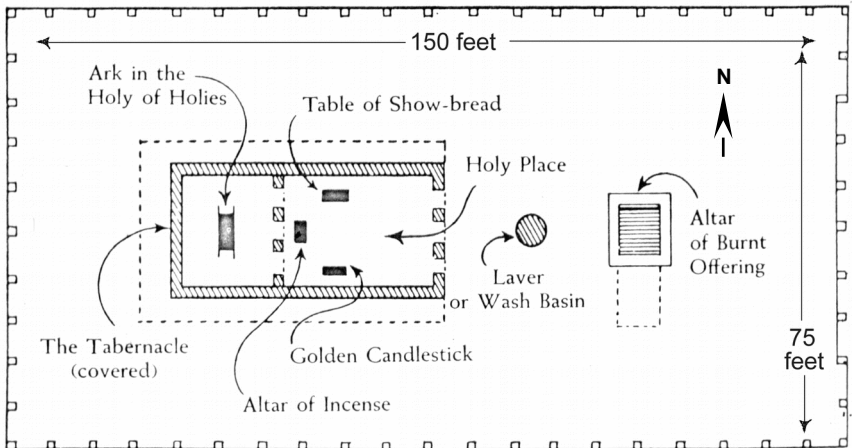 150 feet
Ark in the
Holy of Holies
Table of Show-bread
N
Holy Place
Altar
of Burnt
Offering
Laver
or Wash Basin
75
feet
The Tabernacle
(covered)
Golden Candlestick
Altar of Incense